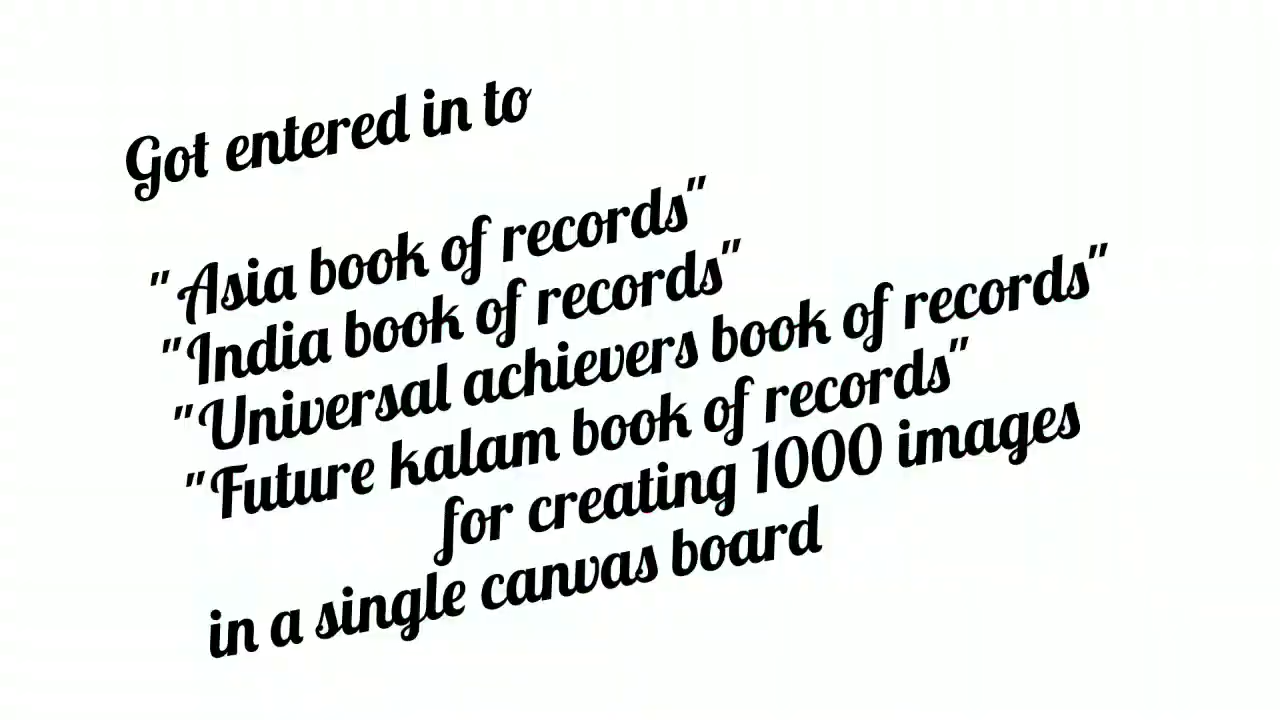 Got entered in to
" Asia book of records"
"India book of records"
"Universal achievers book of records"
"Future kalam book of records"
for creating 1000 images
in a single canvas board